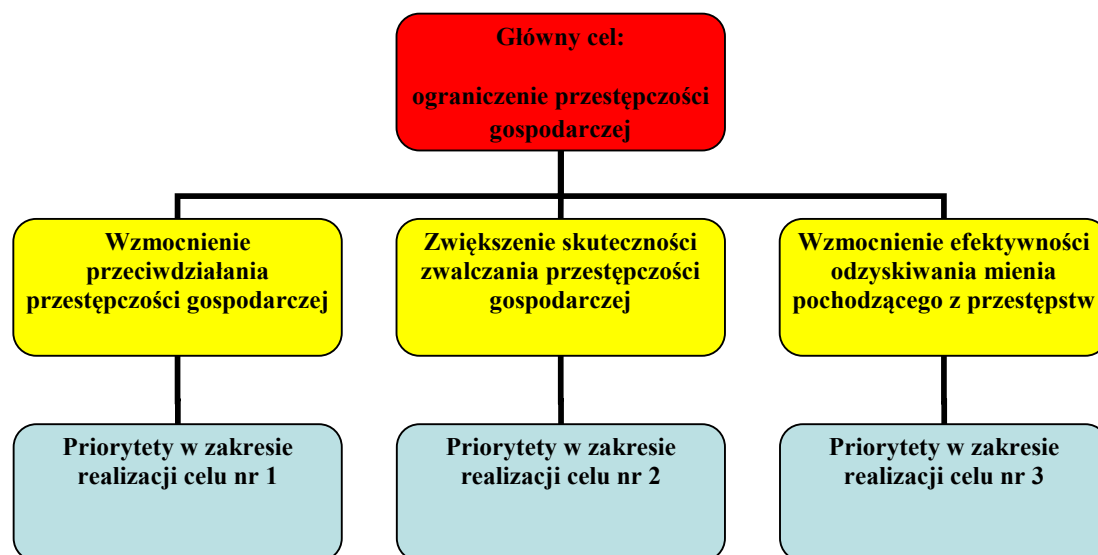 Główny cel:
ograniczenie przestępczości
gospodarczej
Wzmocnienie
przeciwdziałania
przestępczości gospodarczej
Zwiększenie skuteczności
zwalczania przestępczości
gospodarczej
Wzmocnienie efektywności
odzyskiwania mienia
pochodzącego z przestępstw
Priorytety w zakresie
realizacji celu nr 1
Priorytety w zakresie
realizacji celu nr 2
Priorytety w zakresie
realizacji celu nr 3